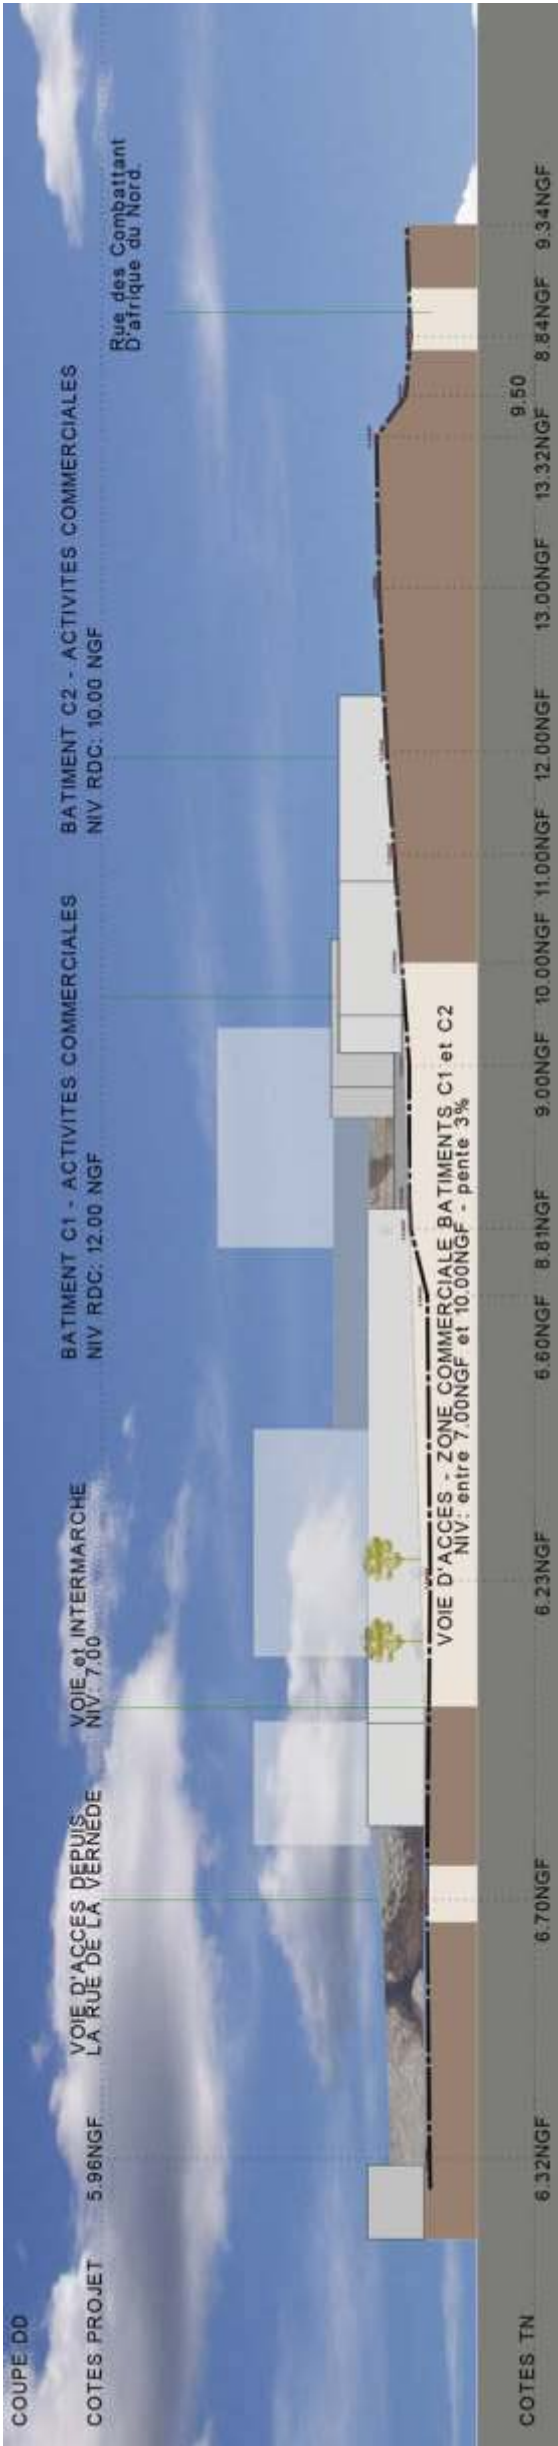 COUPE DD
COTES PROJET
5.96NGF
VOIE D'ACCES DEPUIS
LA RUE DE LA VERNEDE
VOIE et INTERMARCHE
NIV: 7.00
BATIMENT C1 - ACTIVITES COMMERCIALES
NIV RDC: 12.00 NGF
BATIMENT C2 - ACTIVITES COMMERCIALES
NIV RDC: 10.00 NGF
Rue des Combattant
D'afrique du Nord.
VOIE D'ACCES - ZONE COMMERCIALE BATIMENTS C1 et C2
NIV: entre 7.00NGF et 10.00NGF - pente 3%
9.50
COTES TN
6.32NGF
6.70NGF
6.23NGF
6.60NGF
8.81NGF
9.00NGF
10.00NGF
11.00NGF
12.00NGF
13.00NGF
13.32NGF
8.84NGF
9.34NGF